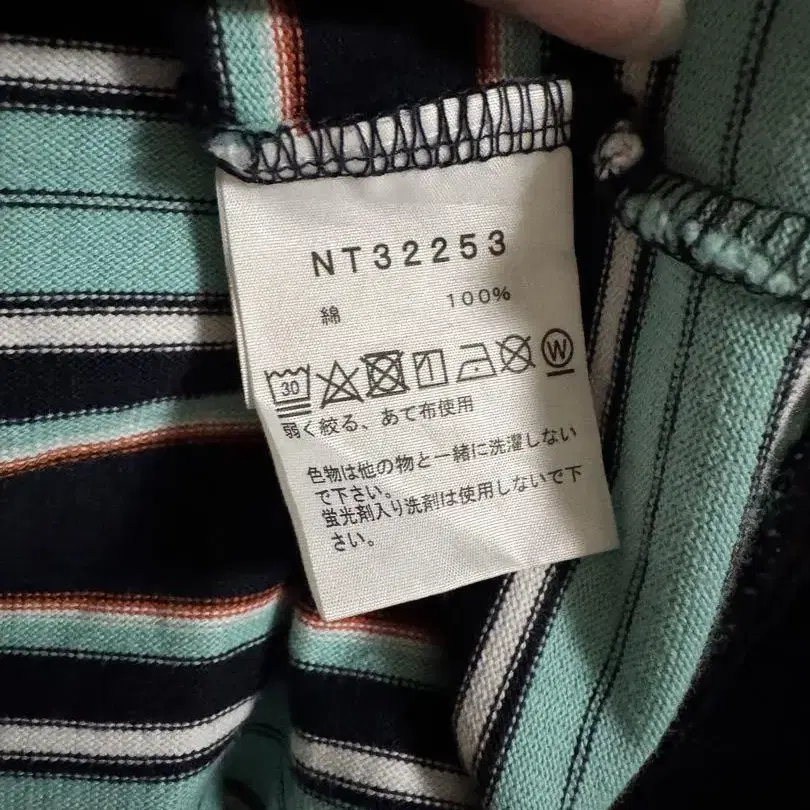 NT32253
綿 100%
30 W
弱く絞る、あて布使用
色物は他の物と一緒に洗濯しない
で下さい。
蛍光剤入り洗剤は使用しないで下
さい。